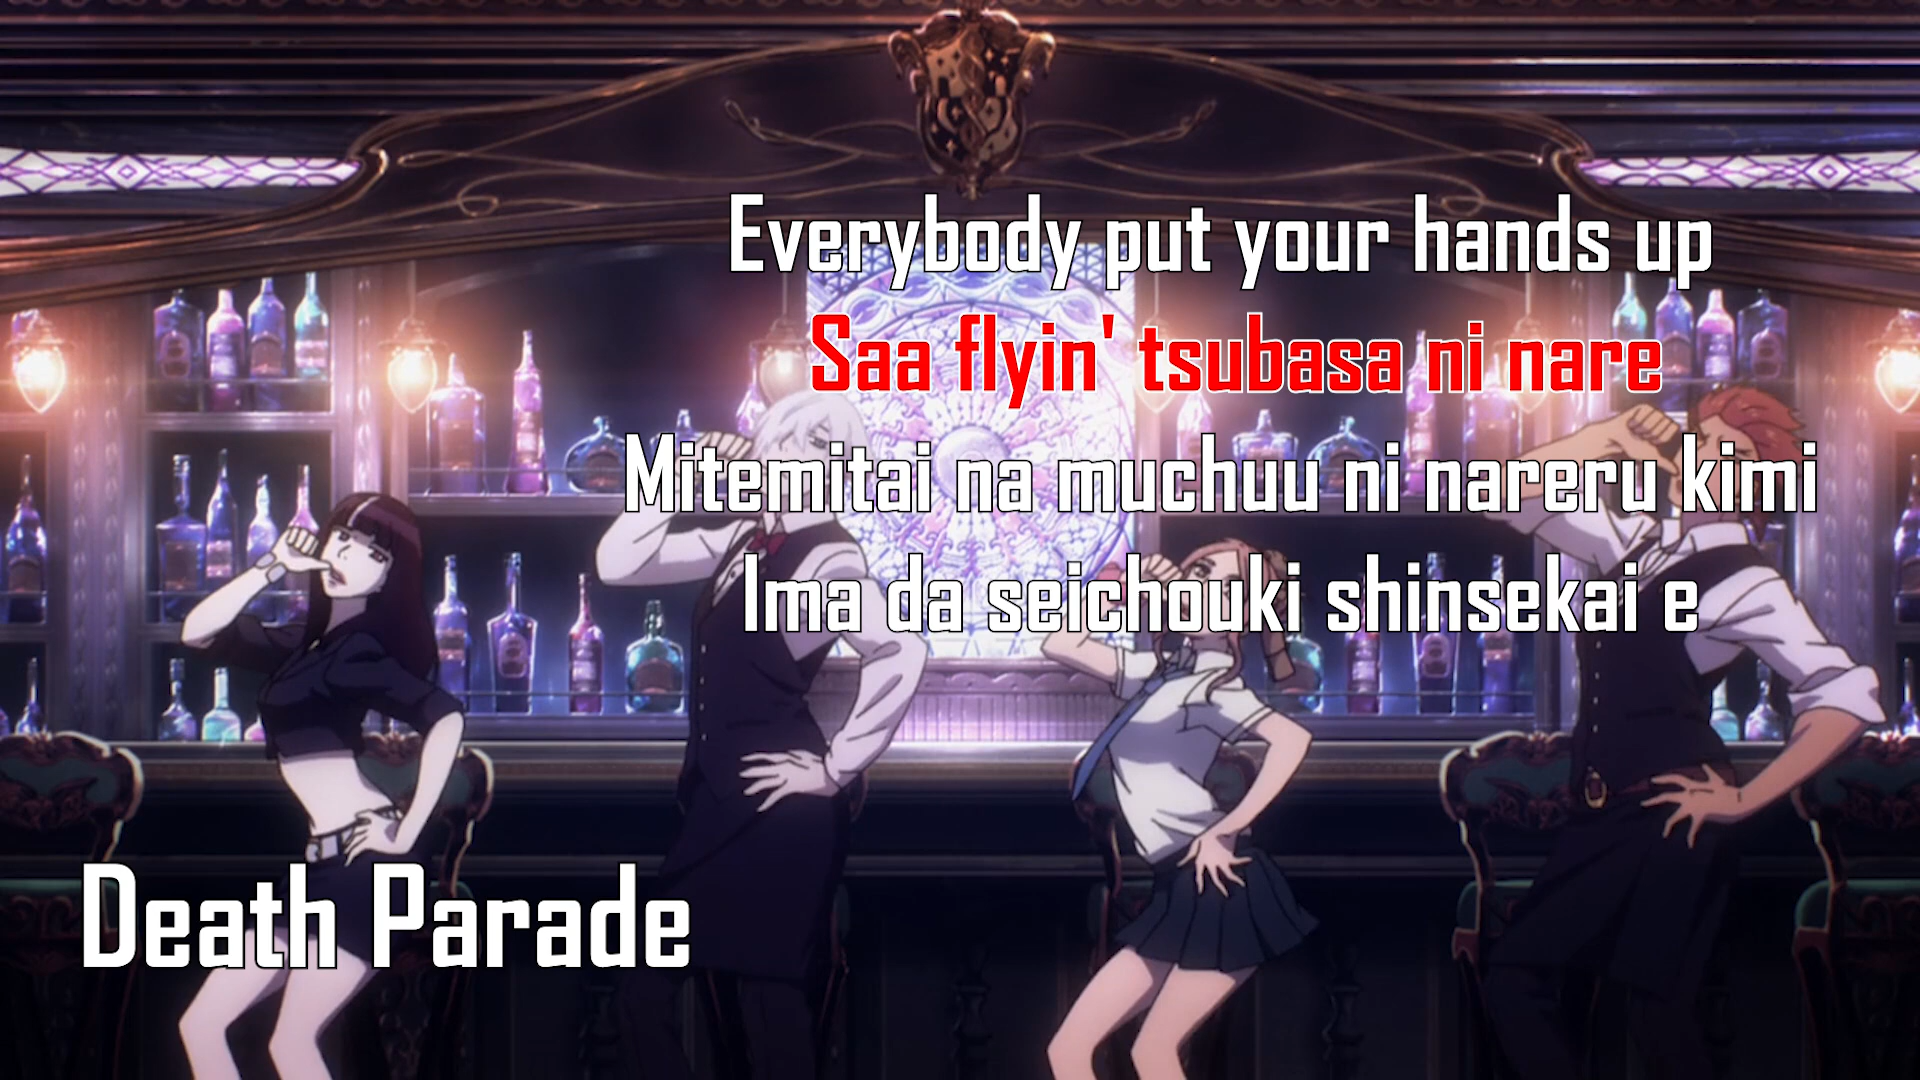 Everybody put your hands up
Saa flyin' tsubasa ni nare
Mitemitai na muchuu ni nareru kimi
Ima da seichouki shinsekai e
Death Parade